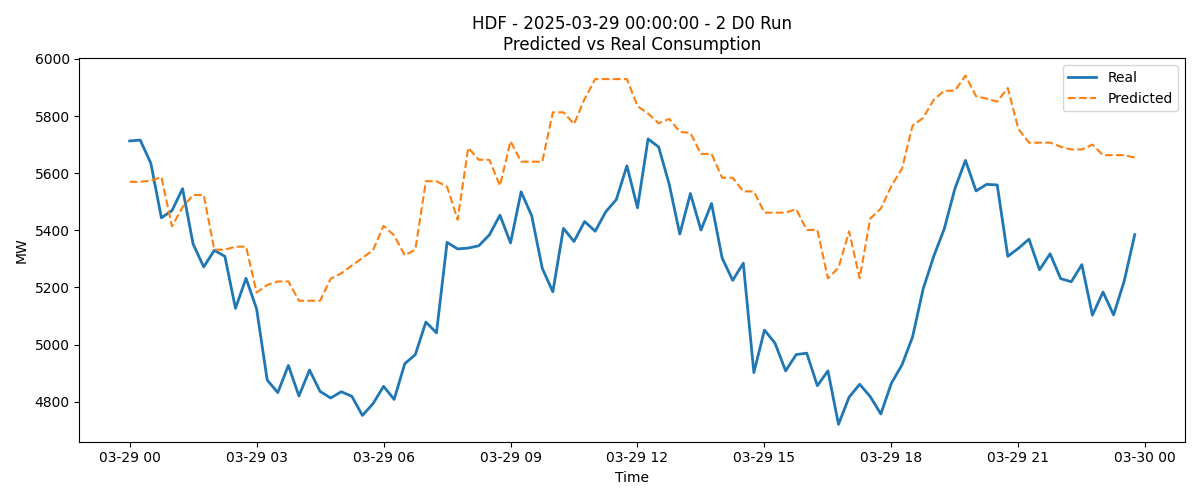 HDF - 2025-03-29 00:00:00 - 2 D0 Run
Predicted vs Real Consumption
Real
Predicted
6000
5800
5600
5400
5200
5000
4800
MW
03-29 00
03-29 03
03-29 06
03-29 09
03-29 12
03-29 15
03-29 18
03-29 21
03-30 00
Time